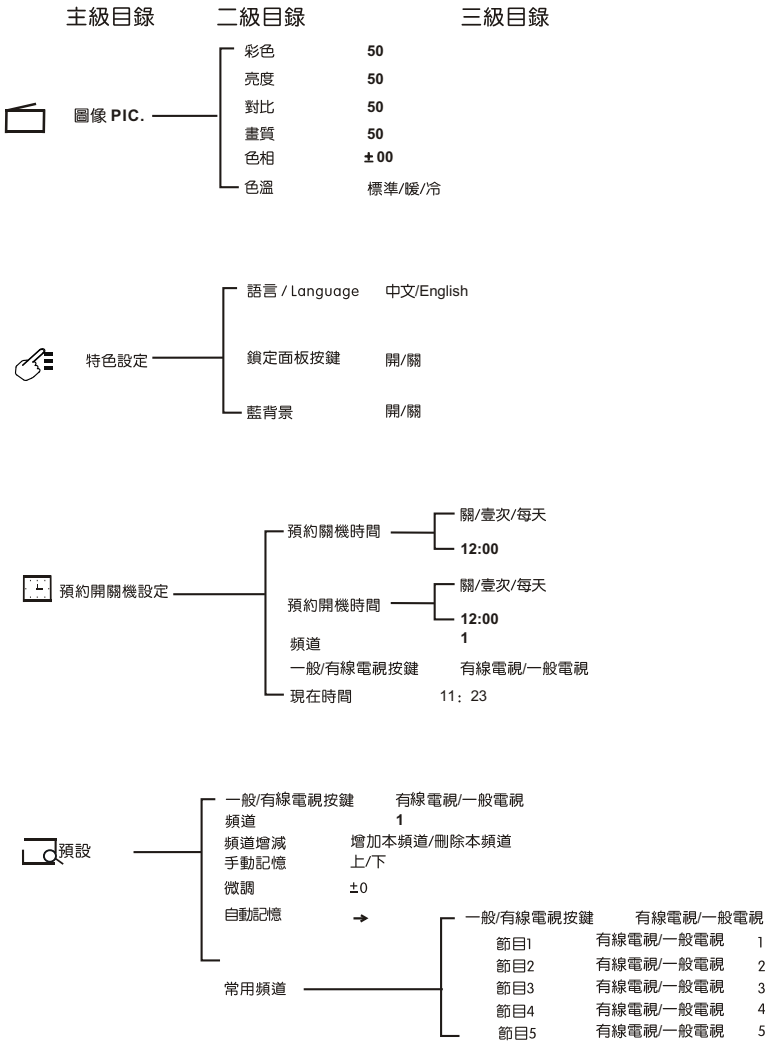 主級目錄 二級目錄 三級目錄
彩色 50
亮度 50
對比 50
圖像 PIC.
畫質 50
色相 ±00
色溫 標準/暖/冷
語言 / Language 中文/English
特色設定 鎖定面板按鍵 開/關
藍背景 開/關
關/壹次/每天
預約關機時間
12:00
關/壹次/每天
預約開關機設定
預約開機時間
12:00
頻道 1
一般/有線電視按鍵 有線電視/一般電視
現在時間 11: 23
一般/有線電視按鍵 有線電視/一般電視
頻道 1
頻道增減 增加本頻道/刪除本頻道
預設
手動記憶 上/下
微調 ±0
自動記憶 →
一般/有線電視按鍵 有線電視/一般電視
節目1 有線電視/一般電視 1
節目2 有線電視/一般電視 2
常用頻道
節目3 有線電視/一般電視 3
節目4 有線電視/一般電視 4
節目5 有線電視/一般電視 5